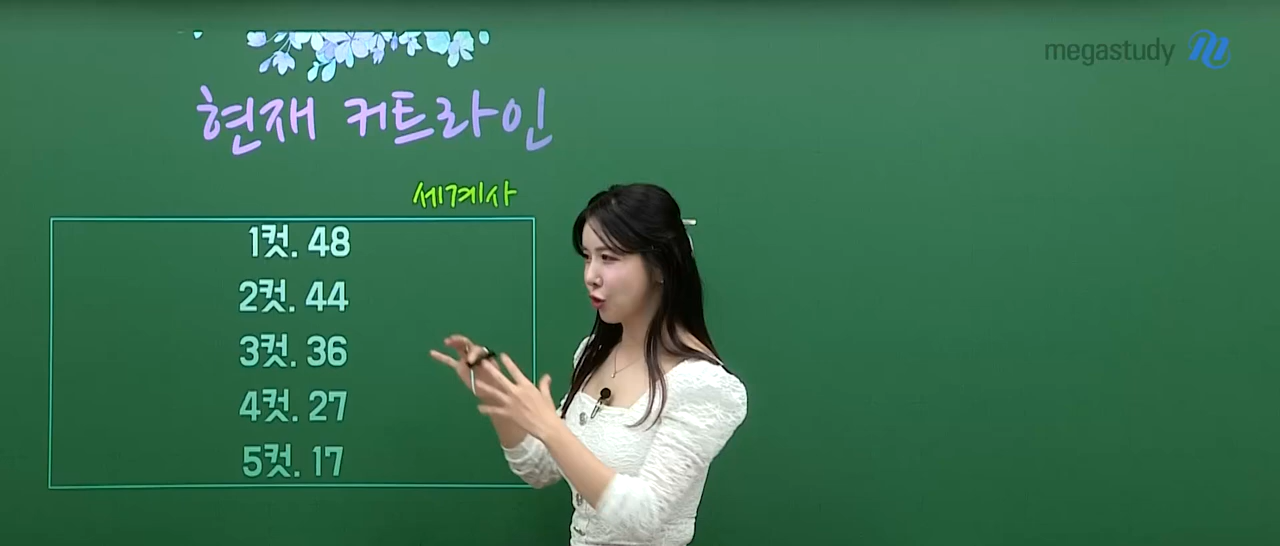 megastudy
현재 커트라인
세계사
1컷. 48
2컷. 44
3컷. 36
4컷. 27
5컷. 17